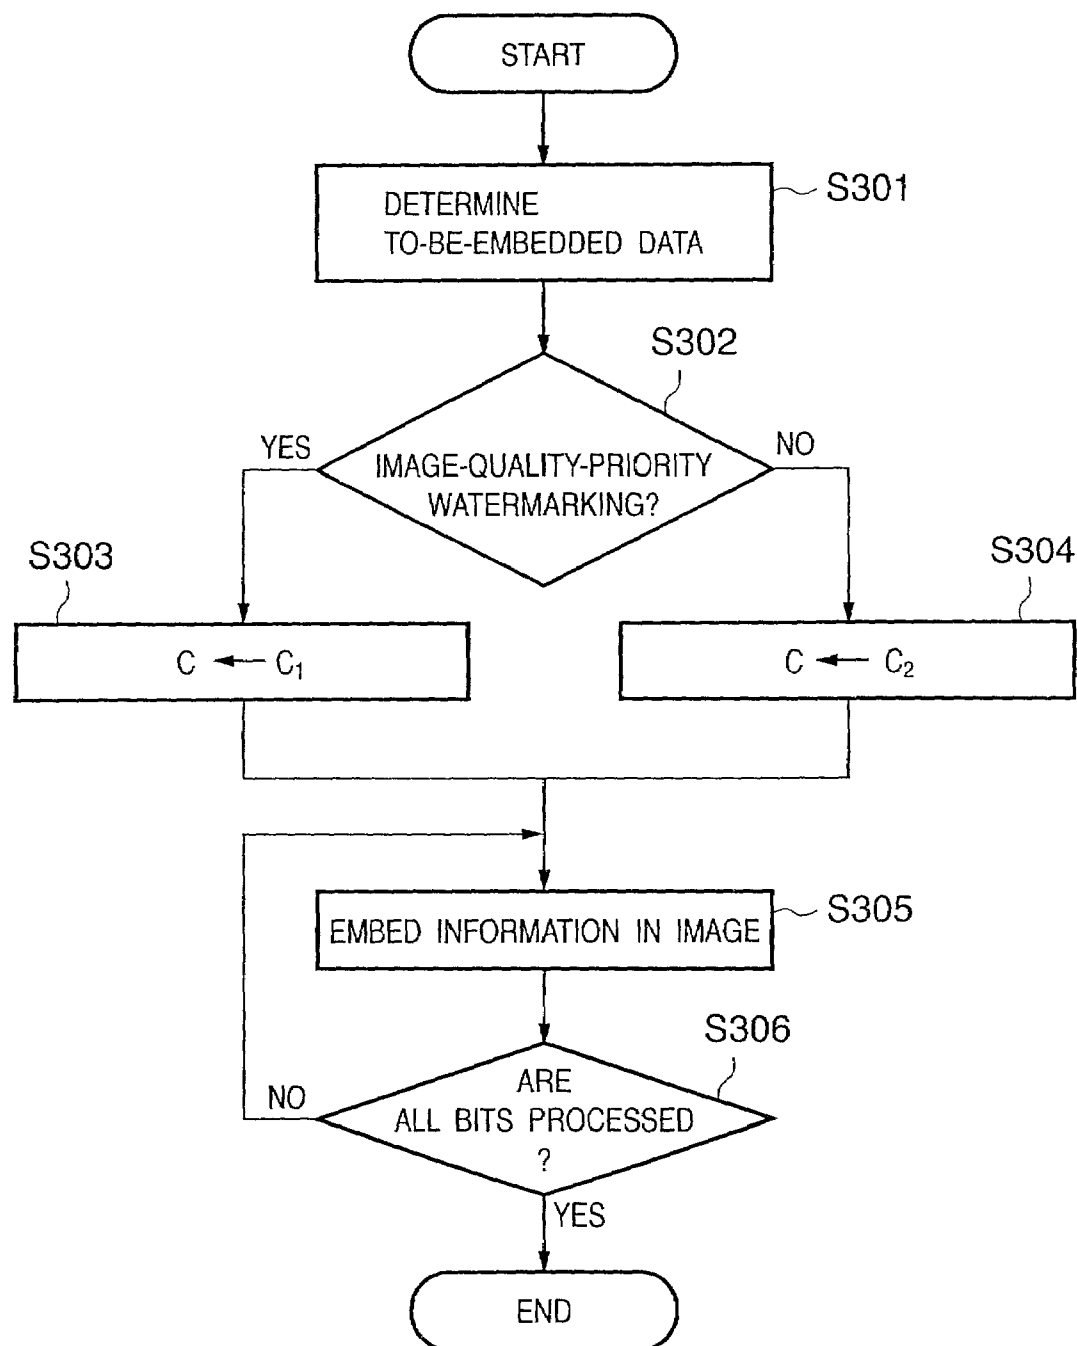 START
S301
DETERMINE
TO-BE-EMBEDDED DATA
S302
YES
NO
IMAGE-QUALITY-PRIORITY
WATERMARKING?
S303
S304
C ← C₁
C ← C₂
EMBED INFORMATION IN IMAGE
S305
S306
NO
ARE
ALL BITS PROCESSED
?
YES
END